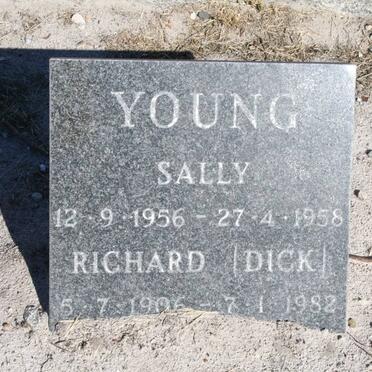 YOUNG
SALLY
12 - 9 - 1956 - 27 - 4 - 1958
RICHARD [DICK]
5 - 7 - 1906 - 7 - 1 - 1982